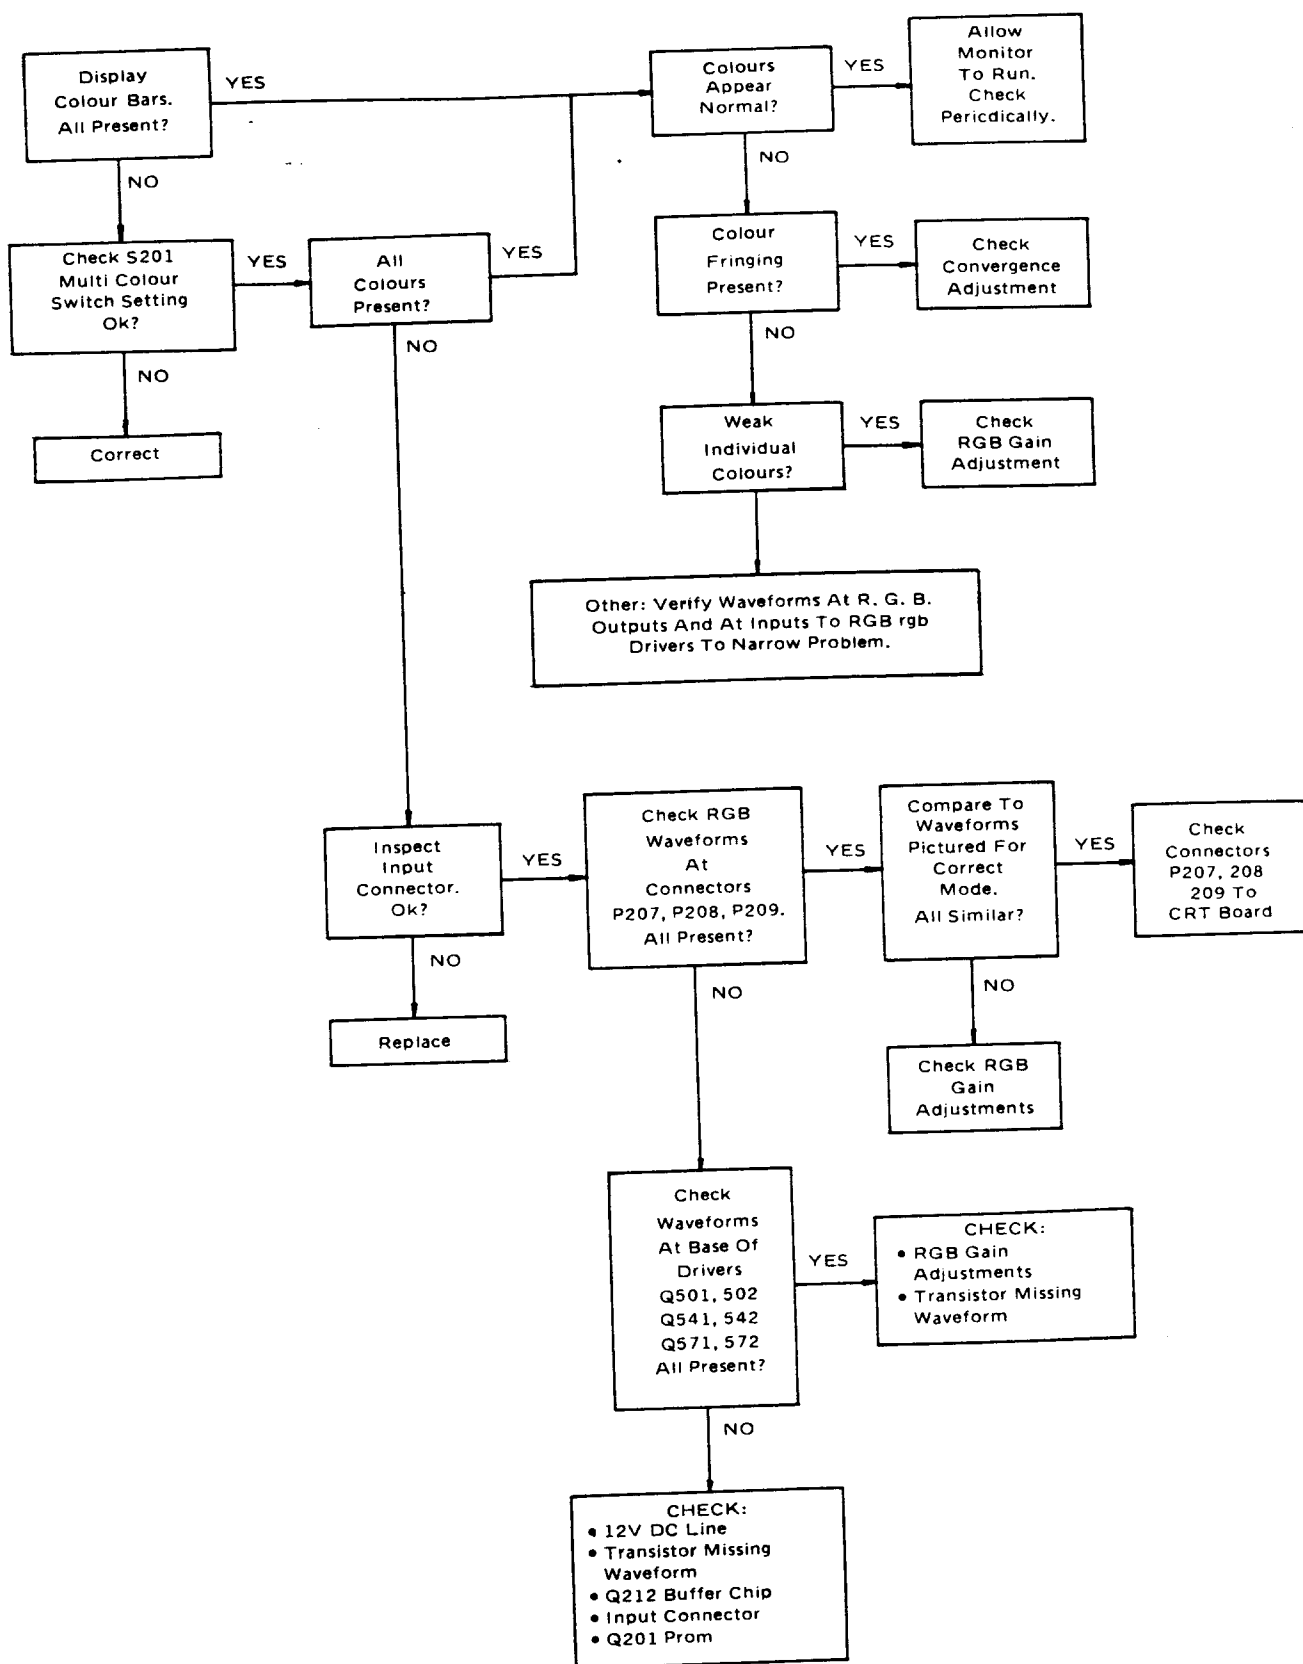 Display
Colour Bars.
All Present?
YES
NO
Colours
Appear
Normal?
YES
NO
Allow
Monitor
To Run.
Check
Pericdically.
Check S201
Multi Colour
Switch Setting
Ok?
YES
NO
All
Colours
Present?
YES
NO
Colour
Fringing
Present?
YES
NO
Check
Convergence
Adjustment
Correct
Weak
Individual
Colours?
YES
Check
RGB Gain
Adjustment
Other: Verify Waveforms At R. G. B.
Outputs And At Inputs To RGB rgb
Drivers To Narrow Problem.
Inspect
Input
Connector.
Ok?
YES
NO
Check RGB
Waveforms
At
Connectors
P207, P208, P209.
All Present?
YES
NO
Compare To
Waveforms
Pictured For
Correct
Mode.
All Similar?
YES
NO
Check
Connectors
P207, 208
209 To
CRT Board
Replace
Check RGB
Gain
Adjustments
Check
Waveforms
At Base Of
Drivers
Q501, 502
Q541, 542
Q571, 572
All Present?
YES
NO
CHECK:
• RGB Gain
Adjustments
• Transistor Missing
Waveform
CHECK:
• 12V DC Line
• Transistor Missing
Waveform
• Q212 Buffer Chip
• Input Connector
• Q201 Prom